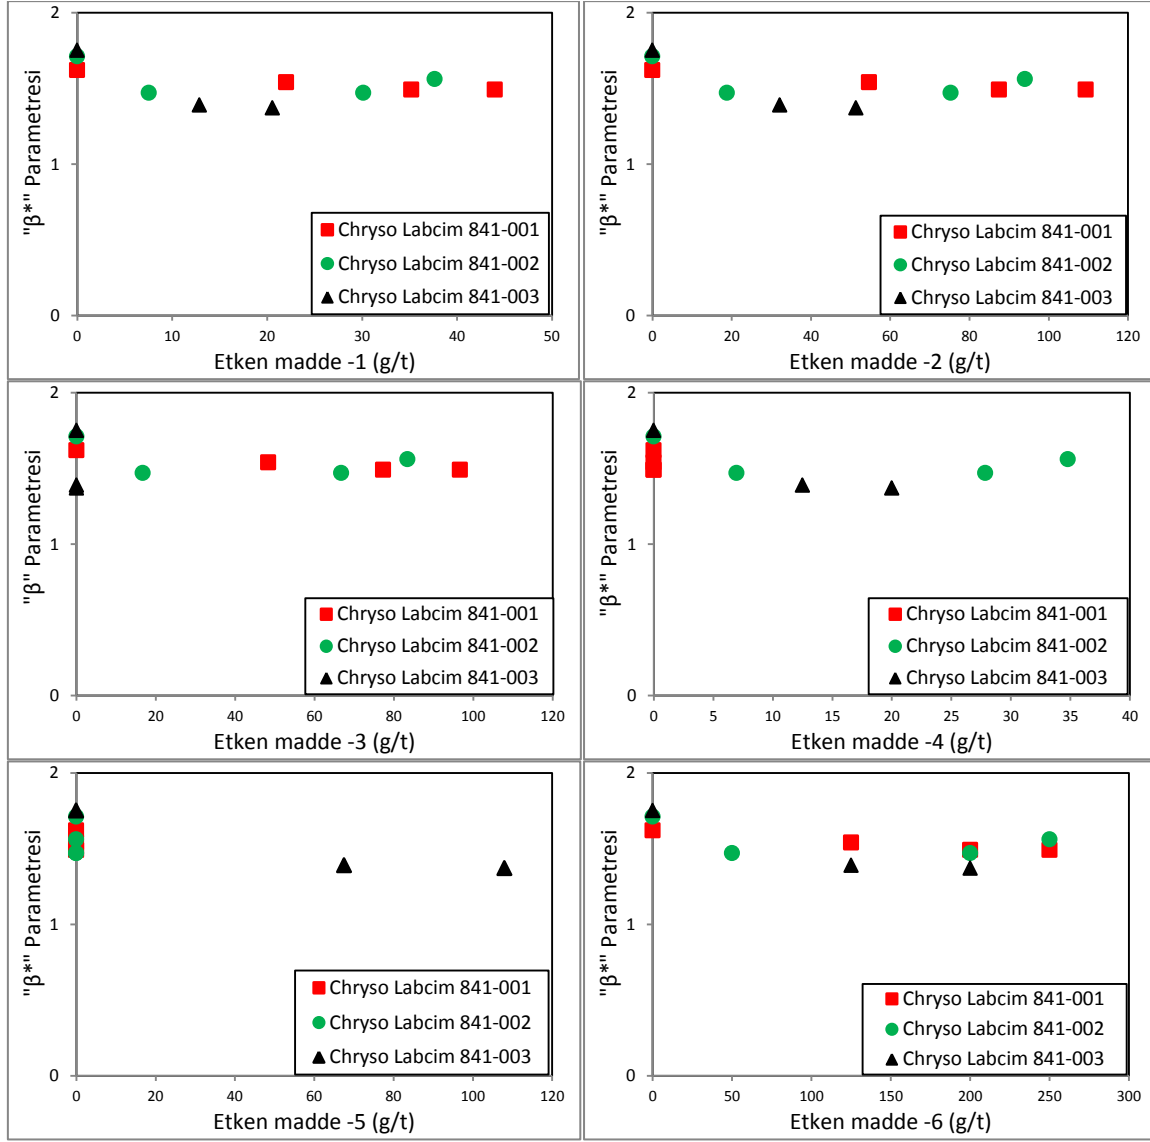 2
1
0
"β*" Parametresi
Chryso Labcim 841-001
Chryso Labcim 841-002
Chryso Labcim 841-003
0 10 20 30 40 50
Etken madde -1 (g/t)
2
1
0
"β*" Parametresi
Chryso Labcim 841-001
Chryso Labcim 841-002
Chryso Labcim 841-003
0 20 40 60 80 100 120
Etken madde -2 (g/t)
2
1
0
"β" Parametresi
Chryso Labcim 841-001
Chryso Labcim 841-002
Chryso Labcim 841-003
0 20 40 60 80 100 120
Etken madde -3 (g/t)
2
1
0
"β*" Parametresi
Chryso Labcim 841-001
Chryso Labcim 841-002
Chryso Labcim 841-003
0 5 10 15 20 25 30 35 40
Etken madde -4 (g/t)
2
1
0
"β*" Parametresi
Chryso Labcim 841-001
Chryso Labcim 841-002
Chryso Labcim 841-003
0 20 40 60 80 100 120
Etken madde -5 (g/t)
2
1
0
"β*" Parametresi
Chryso Labcim 841-001
Chryso Labcim 841-002
Chryso Labcim 841-003
0 50 100 150 200 250 300
Etken madde -6 (g/t)